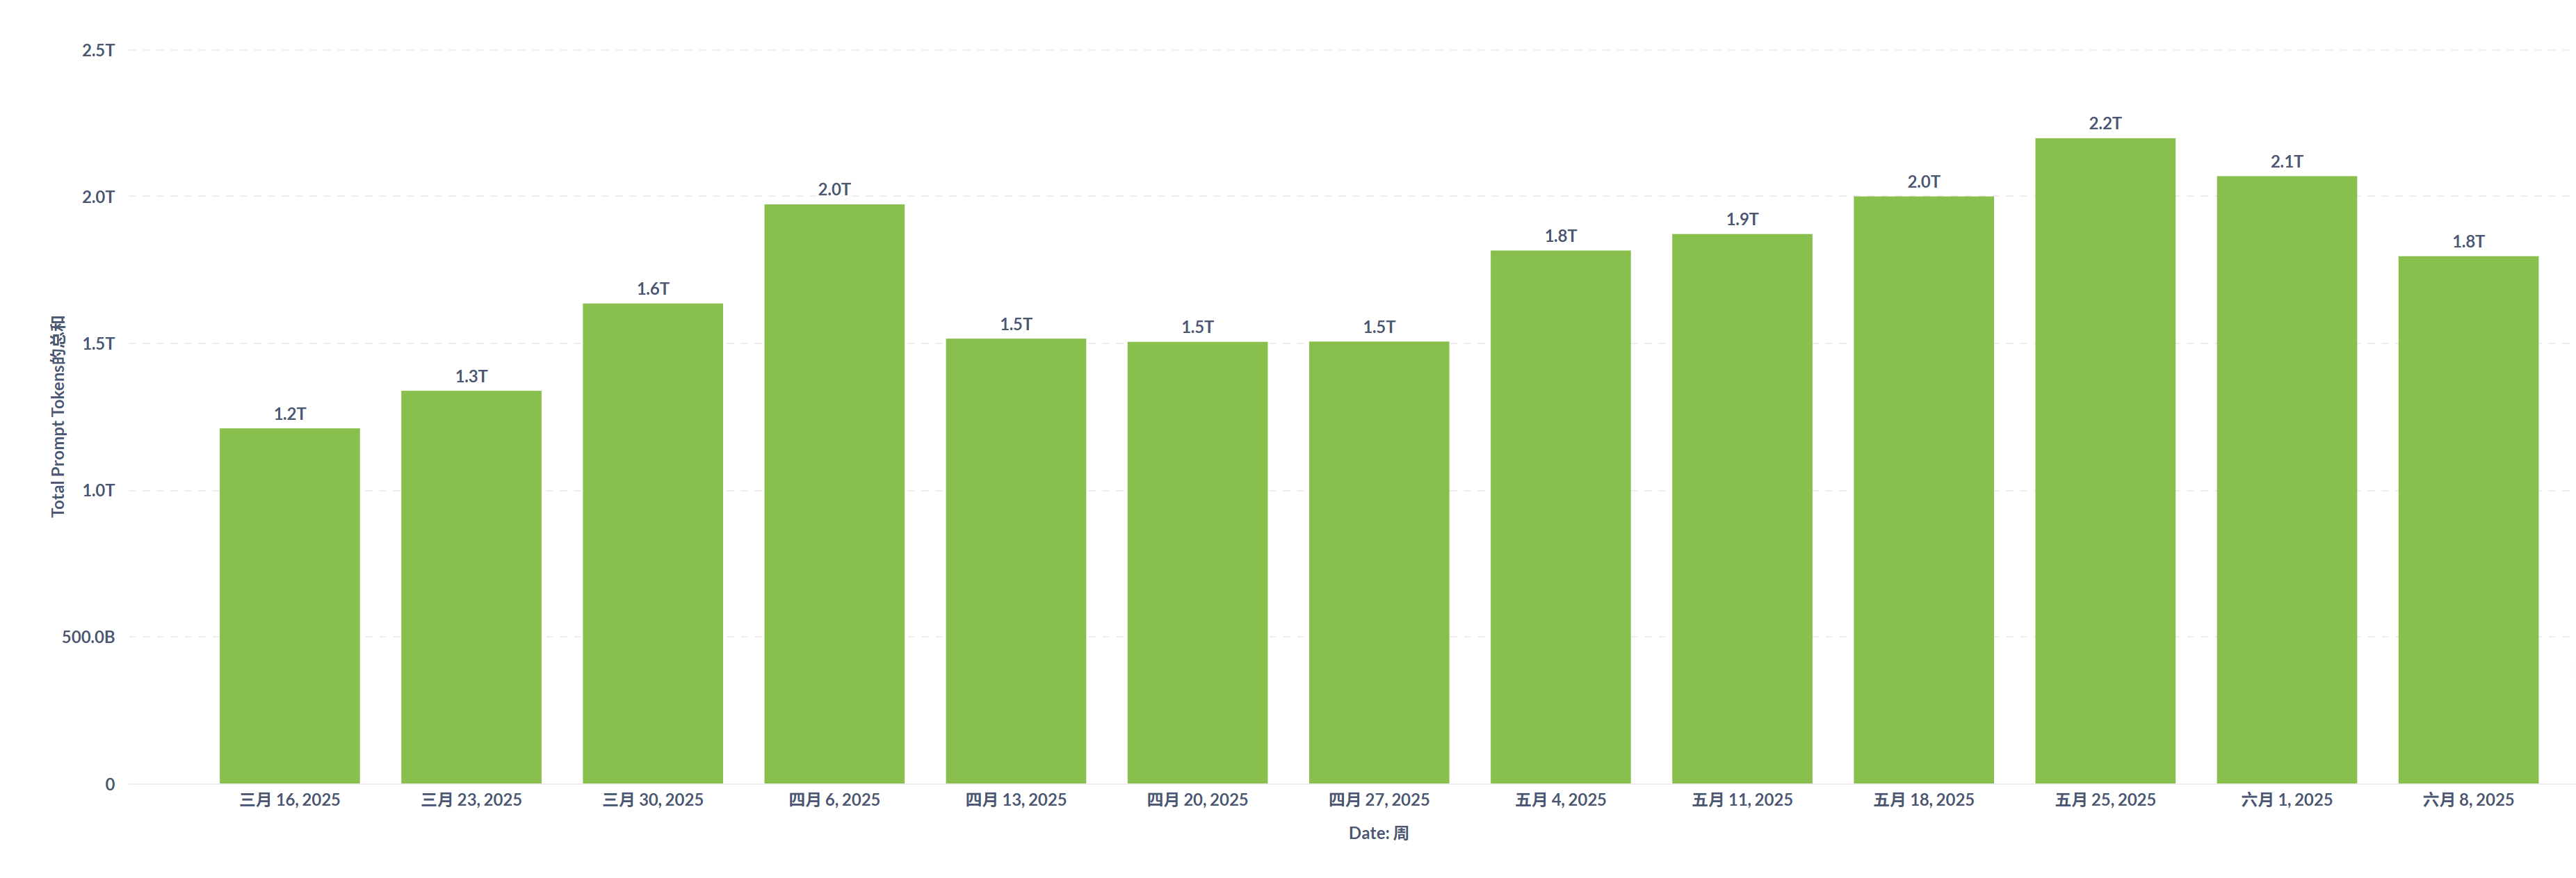 2.5T
2.0T
1.5T
1.0T
500.0B
0
Total Prompt Tokens的总和
1.2T
1.3T
1.6T
2.0T
1.5T
1.5T
1.5T
1.8T
1.9T
2.0T
2.2T
2.1T
1.8T
三月 16, 2025
三月 23, 2025
三月 30, 2025
四月 6, 2025
四月 13, 2025
四月 20, 2025
四月 27, 2025
五月 4, 2025
五月 11, 2025
五月 18, 2025
五月 25, 2025
六月 1, 2025
六月 8, 2025
Date: 周